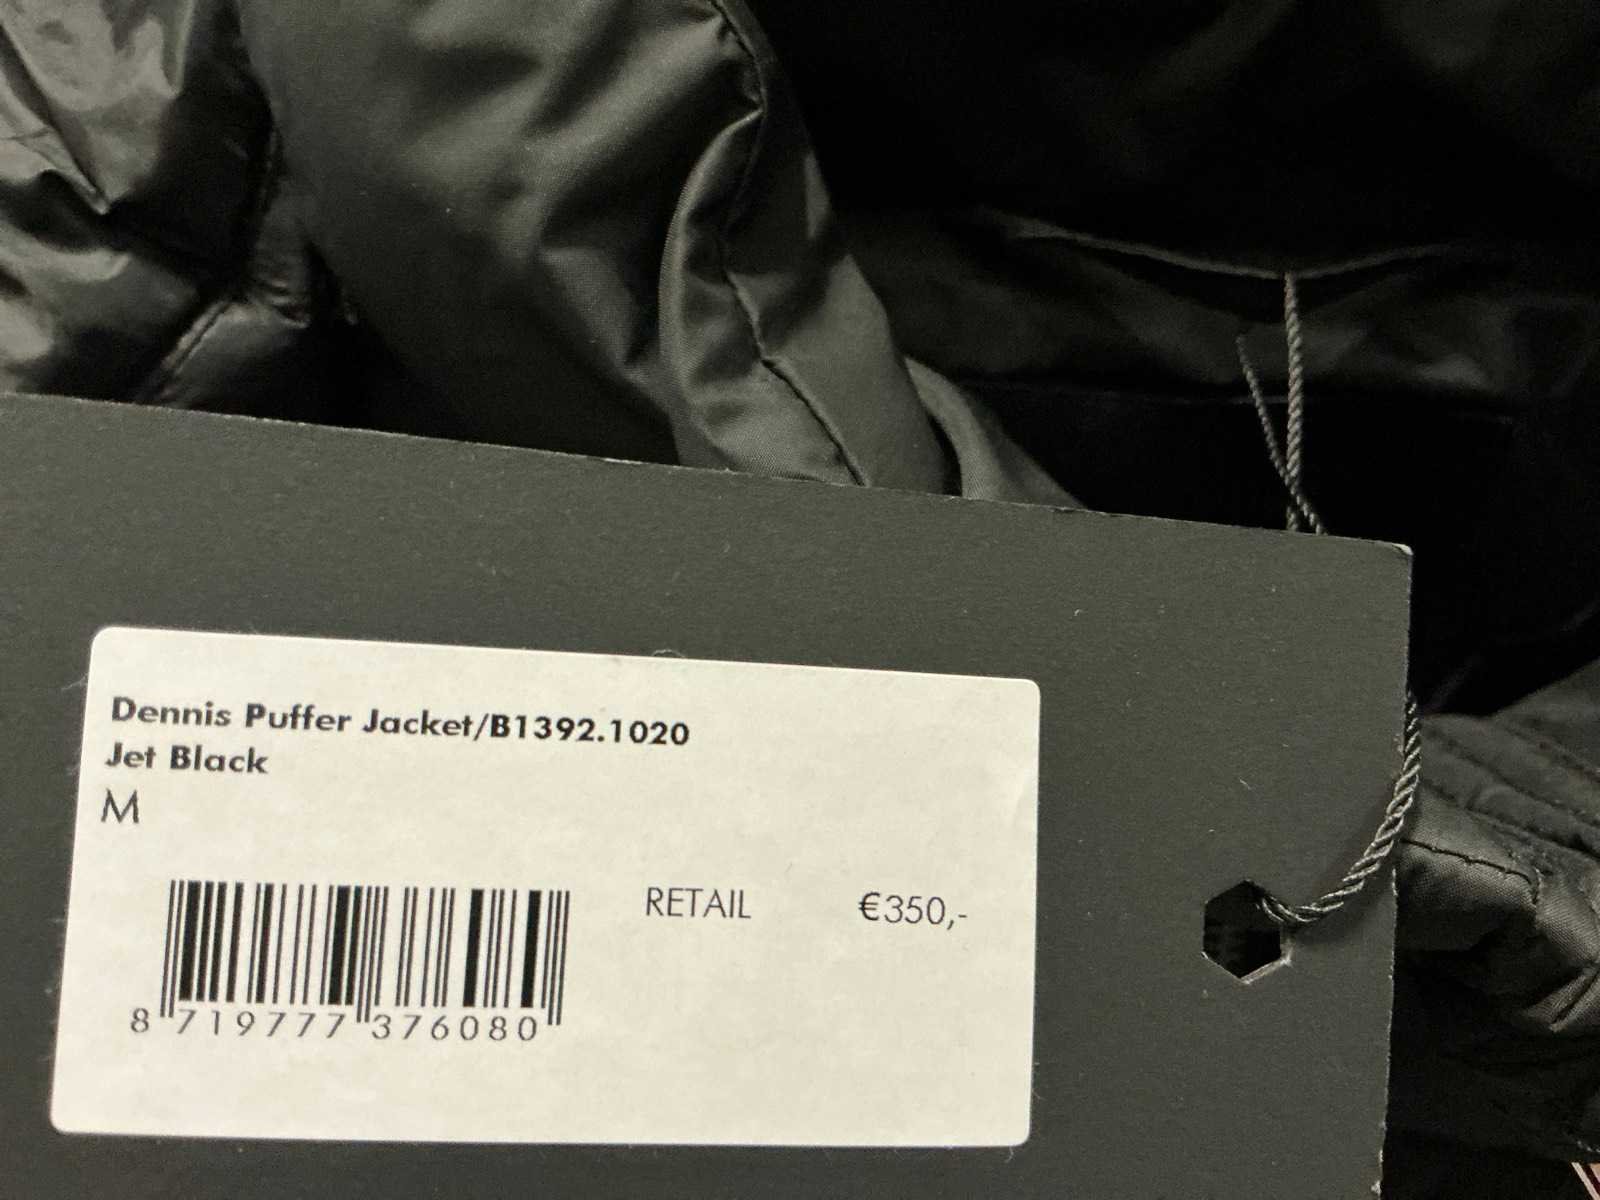 Dennis Puffer Jacket/B1392.1020
Jet Black
M
RETAIL €350,-
8 719777 376080